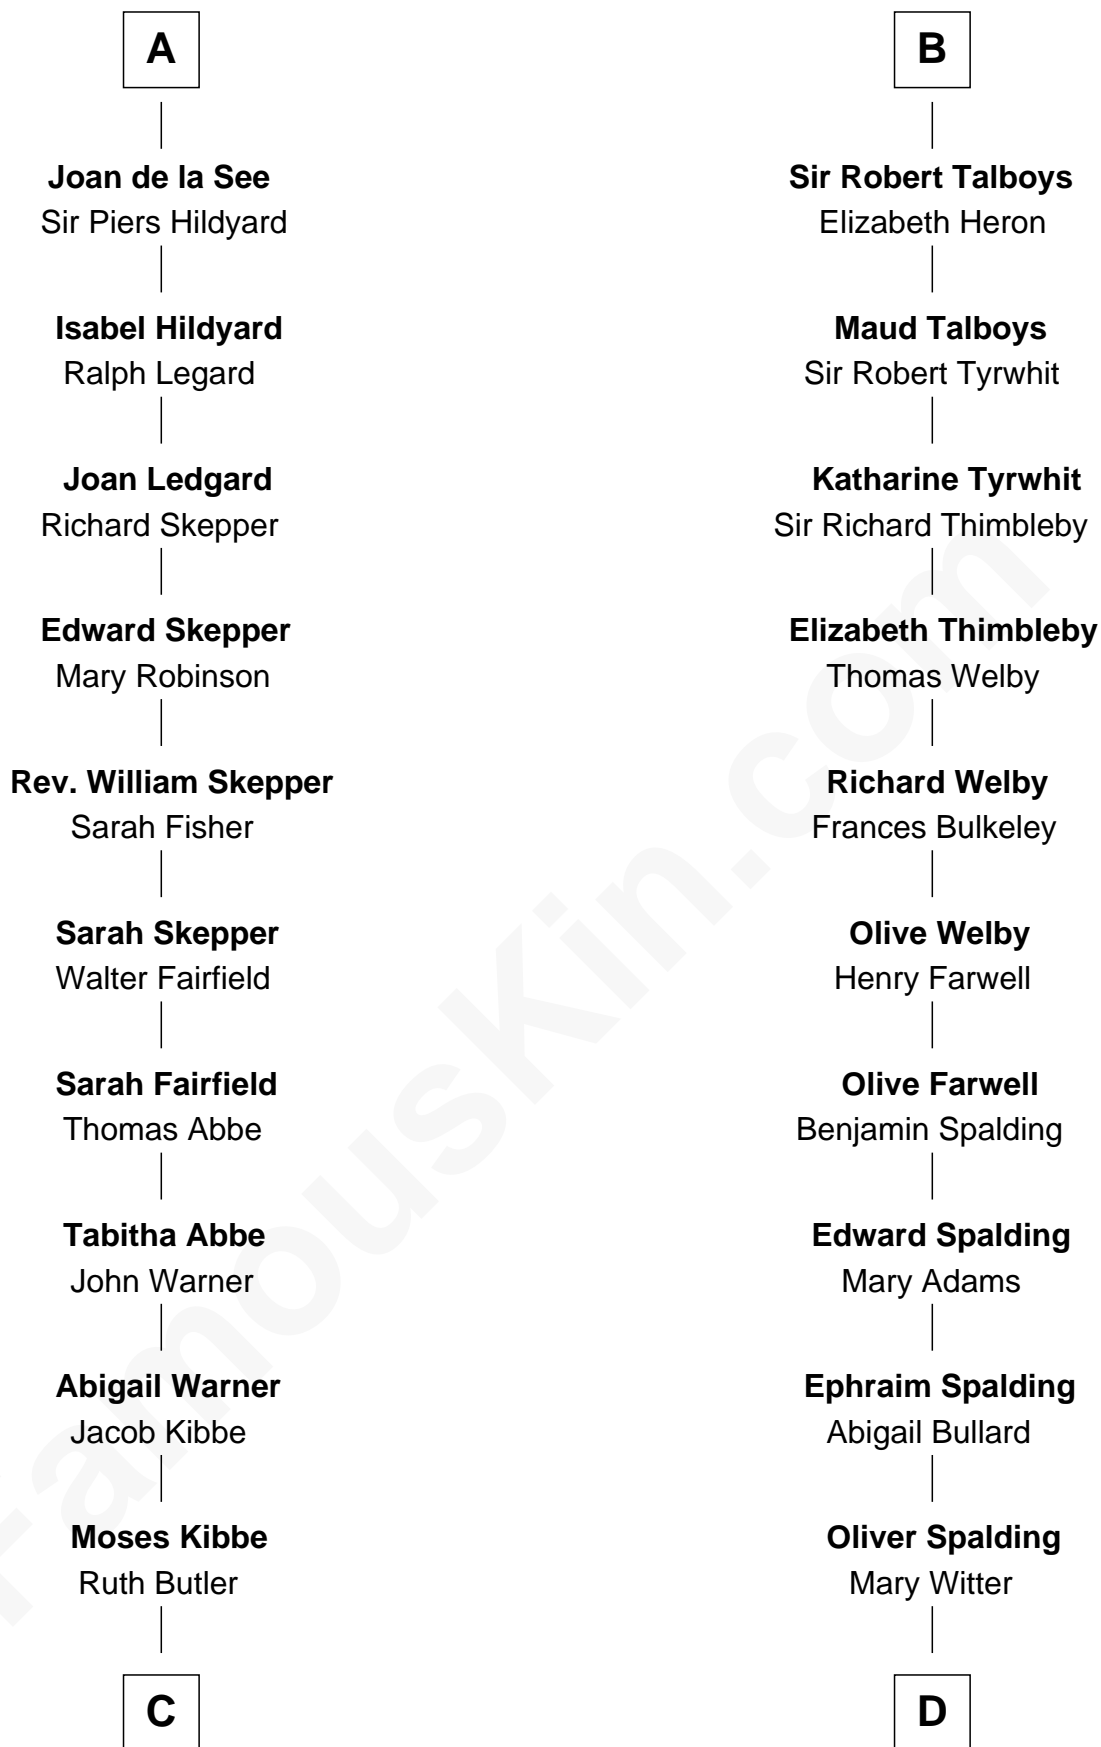 A
Joan de la See
Sir Piers Hildyard
Isabel Hildyard
Ralph Legard
Joan Ledgard
Richard Skepper
Edward Skepper
Mary Robinson
Rev. William Skepper
Sarah Fisher
Sarah Skepper
Walter Fairfield
Sarah Fairfield
Thomas Abbe
Tabitha Abbe
John Warner
Abigail Warner
Jacob Kibbe
Moses Kibbe
Ruth Butler
C
B
Sir Robert Talboys
Elizabeth Heron
Maud Talboys
Sir Robert Tyrwhit
Katharine Tyrwhit
Sir Richard Thimbleby
Elizabeth Thimbleby
Thomas Welby
Richard Welby
Frances Bulkeley
Olive Welby
Henry Farwell
Olive Farwell
Benjamin Spalding
Edward Spalding
Mary Adams
Ephraim Spalding
Abigail Bullard
Oliver Spalding
Mary Witter
D
FamousKin.com